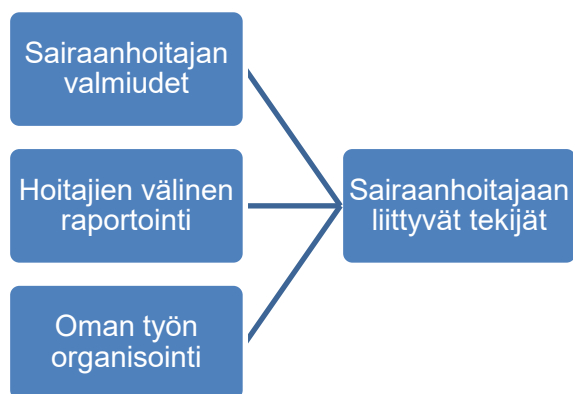 Sairaanhoitajan
valmiudet
Hoitajien välinen
raportointi
Sairaanhoitajaan
liittyvät tekijät
Oman työn
organisointi